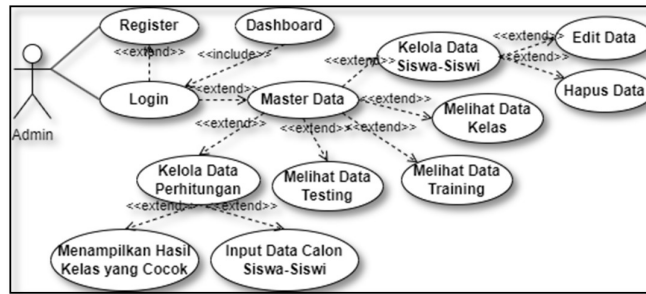 Register
Dashboard
<<extend>>
<<include>>
Kelola Data
Siswa-Siswi
<<extend>>
Edit Data
<<extend>>
<<extend>>
Hapus Data
Login
<<extend>>
Master Data
<<extend>>
Melihat Data
Kelas
Admin
<<extend>>
<<extend>>
<<extend>>
Kelola Data
Perhitungan
Melihat Data
Testing
Melihat Data
Training
<<extend>>
<<extend>>
Menampilkan Hasil
Kelas yang Cocok
Input Data Calon
Siswa-Siswi